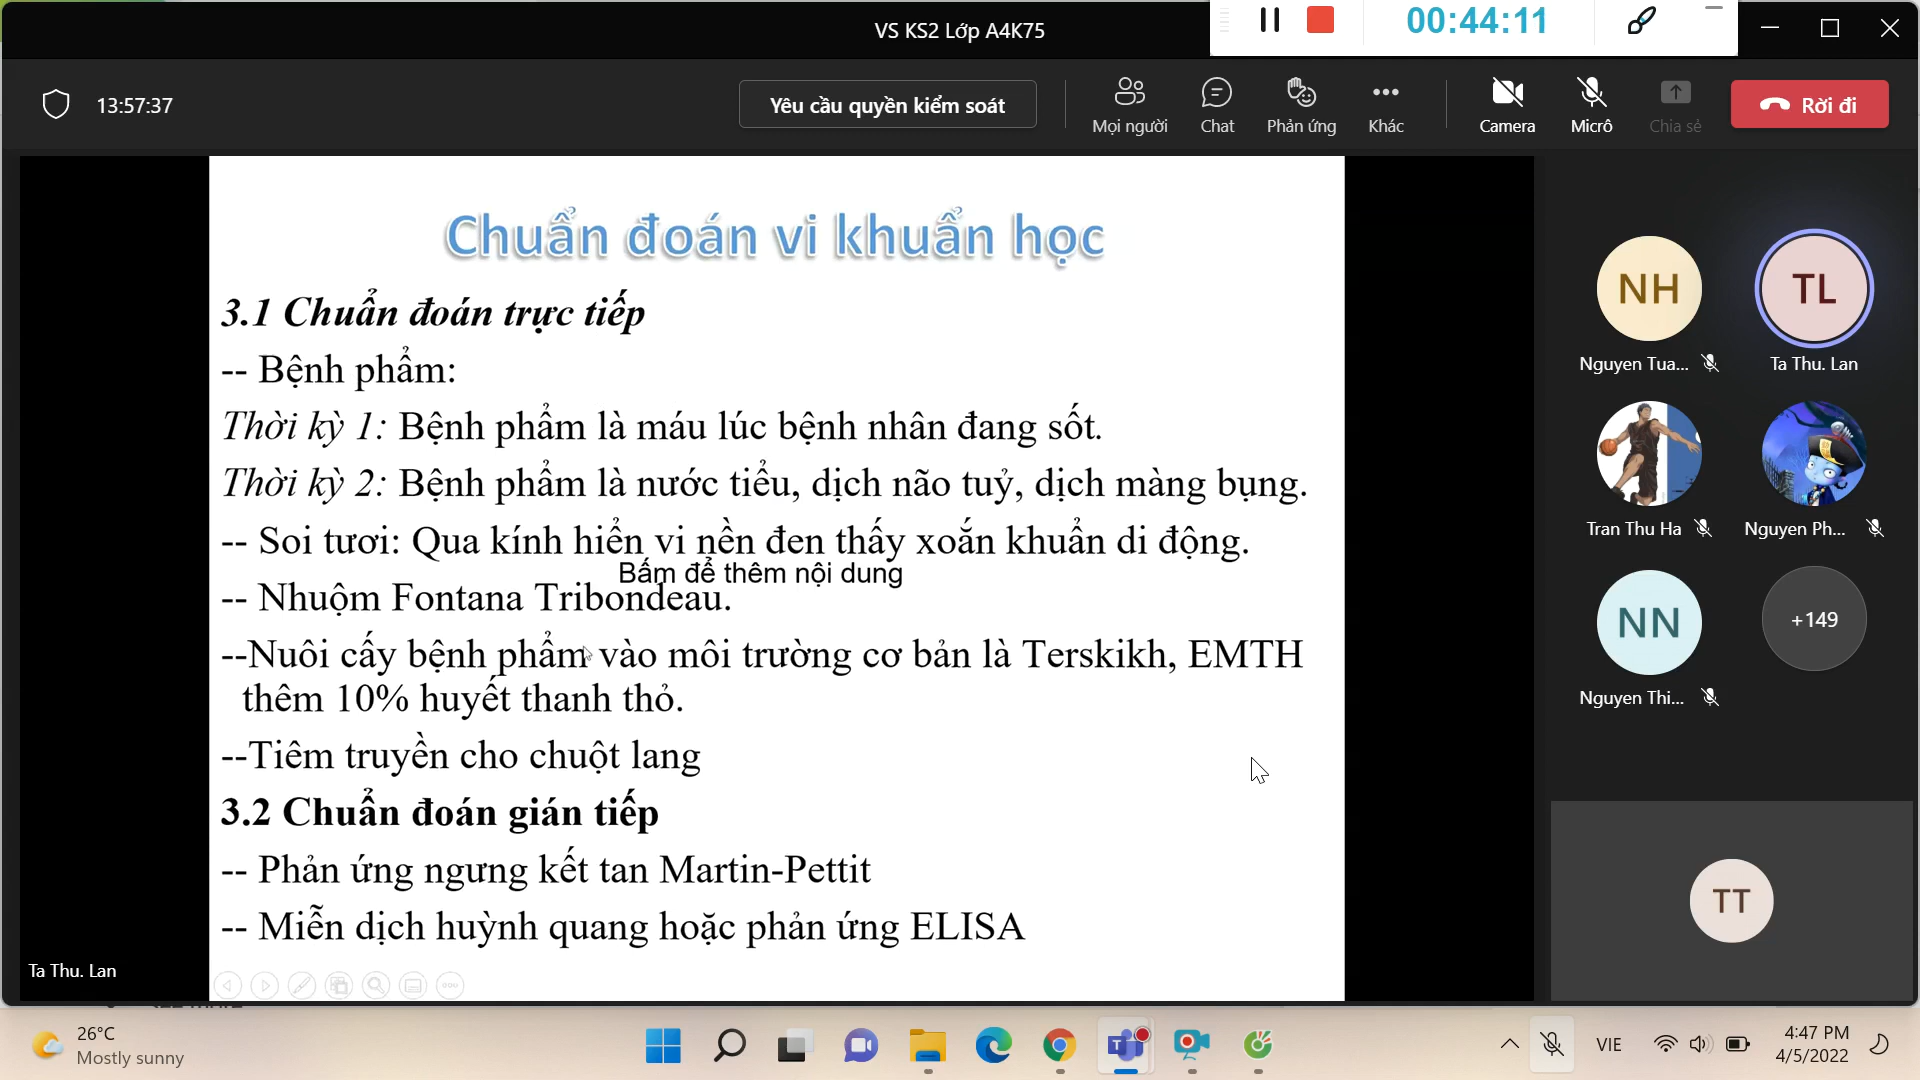 VS KS2 Lớp A4K75
00:44:11
13:57:37
Yêu cầu quyền kiểm soát
Mọi người
Chat
Phản ứng
Khác
Camera
Micrô
Chia sẻ
Rời đi
Chuẩn đoán vi khuẩn học
3.1 Chuẩn đoán trực tiếp
-- Bệnh phẩm:
Thời kỳ 1: Bệnh phẩm là máu lúc bệnh nhân đang sốt.
Thời kỳ 2: Bệnh phẩm là nước tiểu, dịch não tuỷ, dịch màng bụng.
-- Soi tươi: Qua kính hiển vi nền đen thấy xoắn khuẩn di động.
Bấm để thêm nội dung
-- Nhuộm Fontana Tribondeau.
--Nuôi cấy bệnh phẩm vào môi trường cơ bản là Terskikh, EMTH
thêm 10% huyết thanh thỏ.
--Tiêm truyền cho chuột lang
3.2 Chuẩn đoán gián tiếp
-- Phản ứng ngưng kết tan Martin-Pettit
-- Miễn dịch huỳnh quang hoặc phản ứng ELISA
Ta Thu. Lan
NH
TL
Nguyen Tua...
Ta Thu. Lan
Tran Thu Ha
Nguyen Ph...
NN
+149
Nguyen Thi...
TT
26°C
Mostly sunny
VIE
4:47 PM
4/5/2022